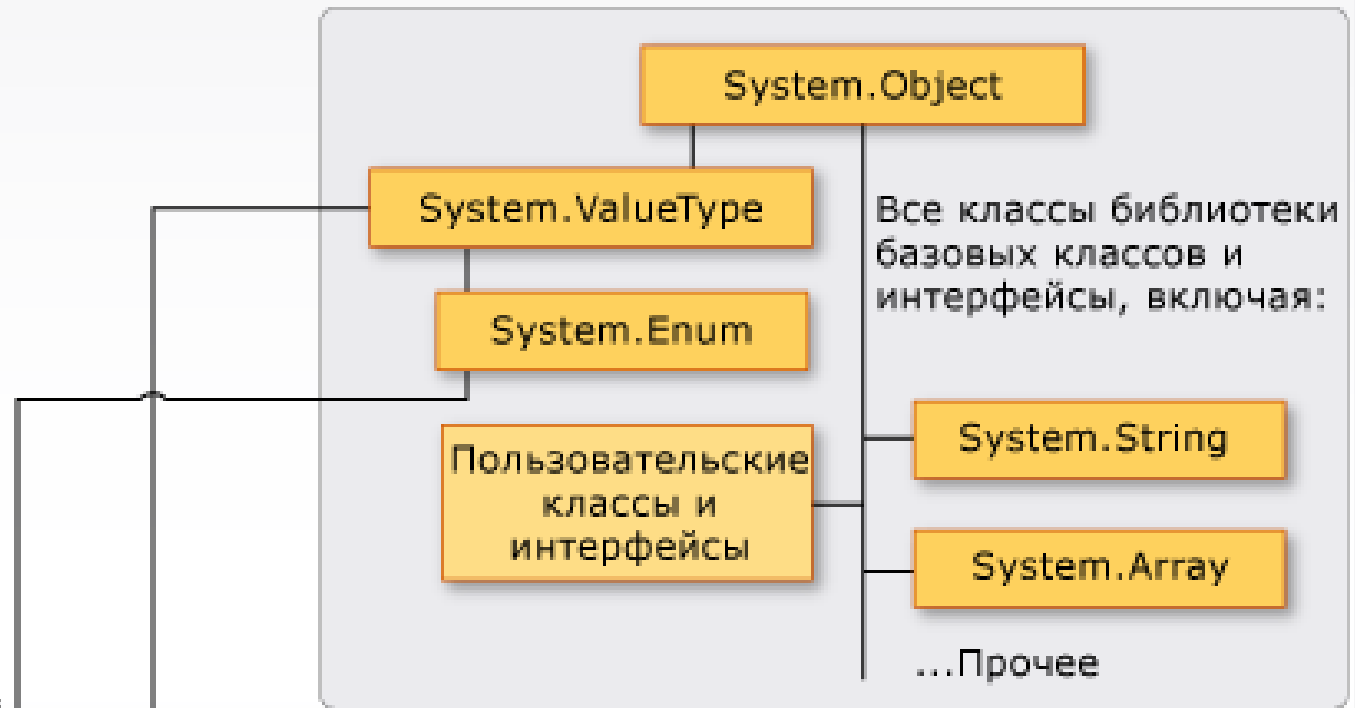 System.Object
System.ValueType
Все классы библиотеки
базовых классов и
интерфейсы, включая:
System.Enum
System.String
Пользовательские
классы и
интерфейсы
System.Array
...Прочее